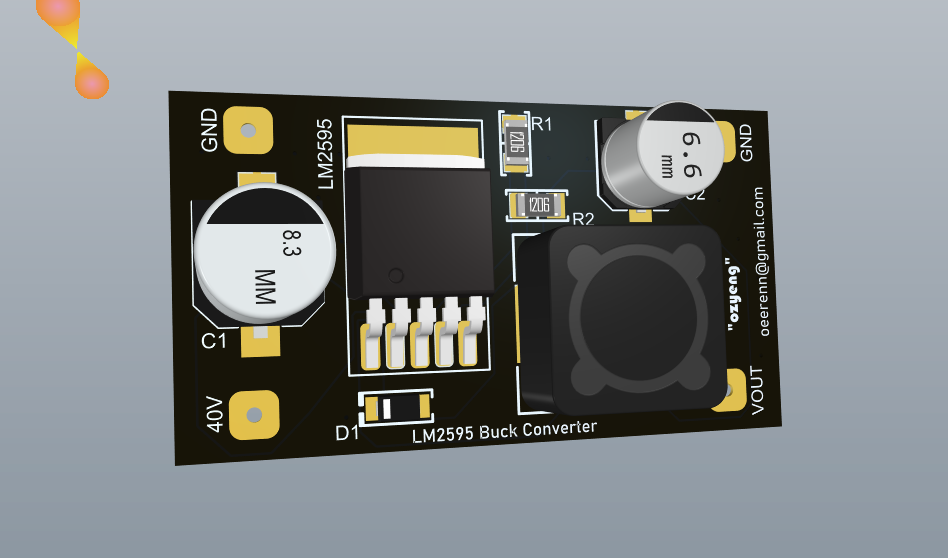 GND
LM2595
1206
R1
6.6
mm
GND
1206
R2
8.3
MM
C1
"ozyeng"
oeerenn@gmail.com
40V
D1
LM2595 Buck Converter
VOUT